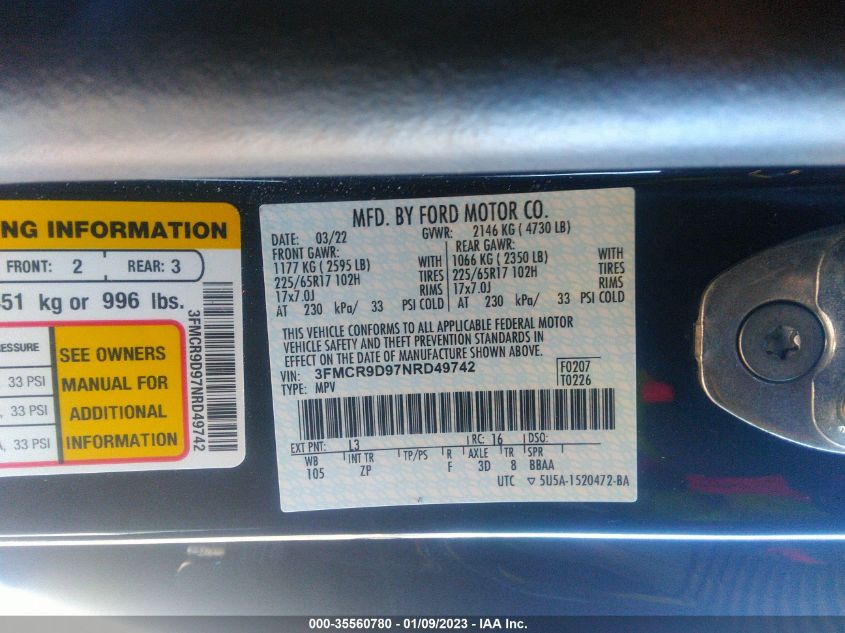 NG INFORMATION
FRONT: 2 REAR: 3
51 kg or 996 lbs.
RESSURE
33 PSI
33 PSI
33 PSI
SEE OWNERS
MANUAL FOR
ADDITIONAL
INFORMATION
3FMCR9D97NRD49742
MFD. BY FORD MOTOR CO.
DATE: 03/22 GVWR: 2146 KG ( 4730 LB)
FRONT GAWR: REAR GAWR:
1177 KG ( 2595 LB) WITH 1066 KG ( 2350 LB) WITH
225/65R17 102H TIRES 225/65R17 102H TIRES
17x7.0J RIMS 17x7.0J RIMS
AT 230 kPa/ 33 PSI COLD AT 230 kPa/ 33 PSI COLD
THIS VEHICLE CONFORMS TO ALL APPLICABLE FEDERAL MOTOR
VEHICLE SAFETY AND THEFT PREVENTION STANDARDS IN
EFFECT ON THE DATE OF MANUFACTURE SHOWN ABOVE.
VIN: 3FMCR9D97NRD49742 F0207
TYPE: MPV T0226
EXT PNT: L3 RC: 16 DSO:
WB INT TR TP/PS R AXLE TR SPR
105 ZP F 3D 8 BBAA
UTC ▽ 5U5A-1520472-BA
000-35560780 - 01/09/2023 - IAA Inc.